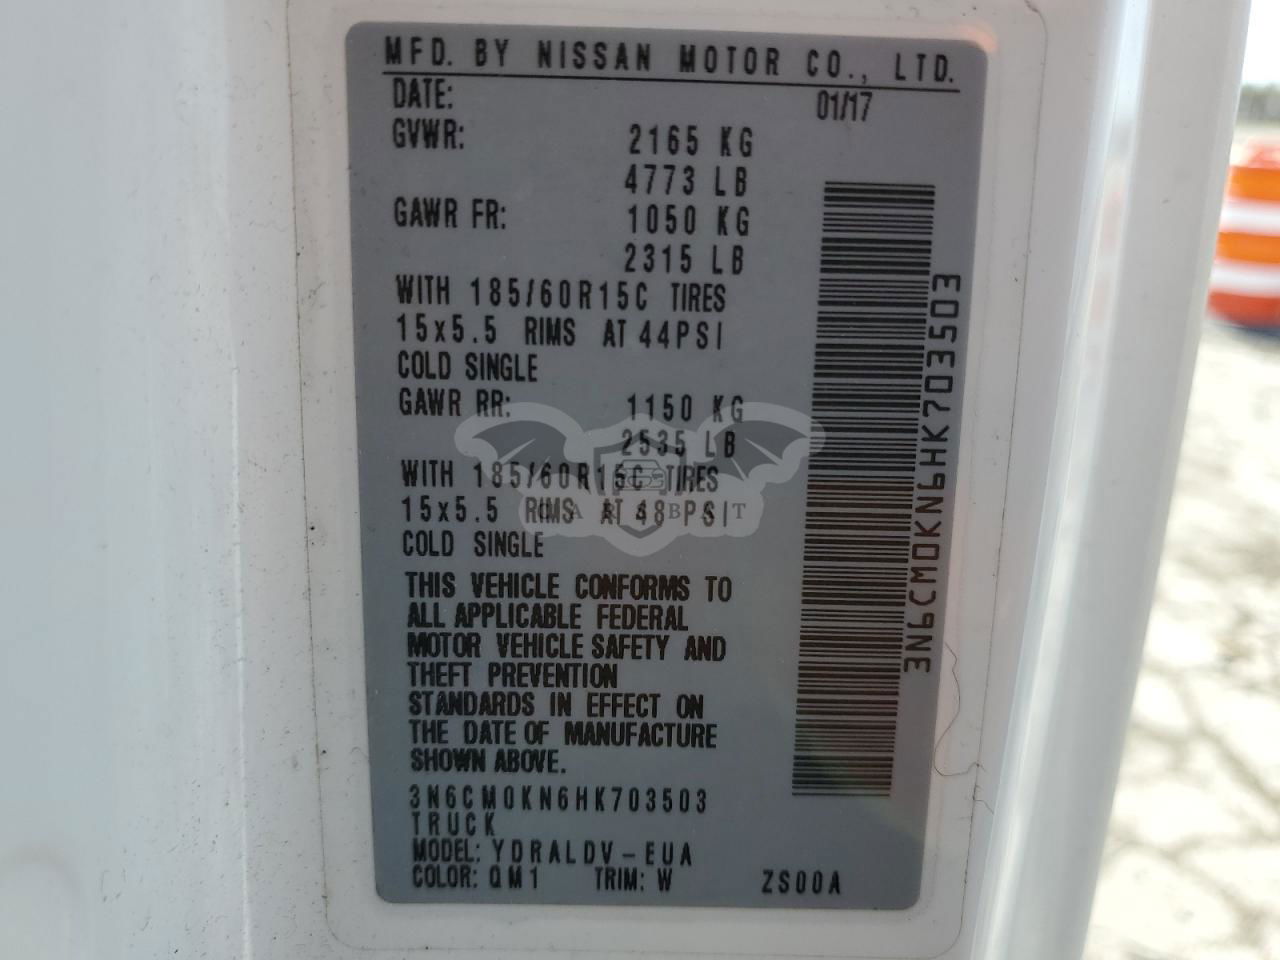 MFD. BY NISSAN MOTOR CO., LTD.
DATE: 01/17
GVWR: 2165 KG
4773 LB
GAWR FR: 1050 KG
2315 LB
WITH 185/60R15C TIRES
15x5.5 RIMS AT 44PSI
COLD SINGLE
GAWR RR: 1150 KG
2535 LB
WITH 185/60R15C TIRES
15x5.5 RIMS AT 48 PSI
COLD SINGLE
THIS VEHICLE CONFORMS TO
ALL APPLICABLE FEDERAL
MOTOR VEHICLE SAFETY AND
THEFT PREVENTION
STANDARDS IN EFFECT ON
THE DATE OF MANUFACTURE
SHOWN ABOVE.
3N6CM0KN6HK703503
TRUCK
MODEL: YDRALDV-EUA
COLOR: QM1 TRIM: W ZS00A
3N6CM0KN6HK703503